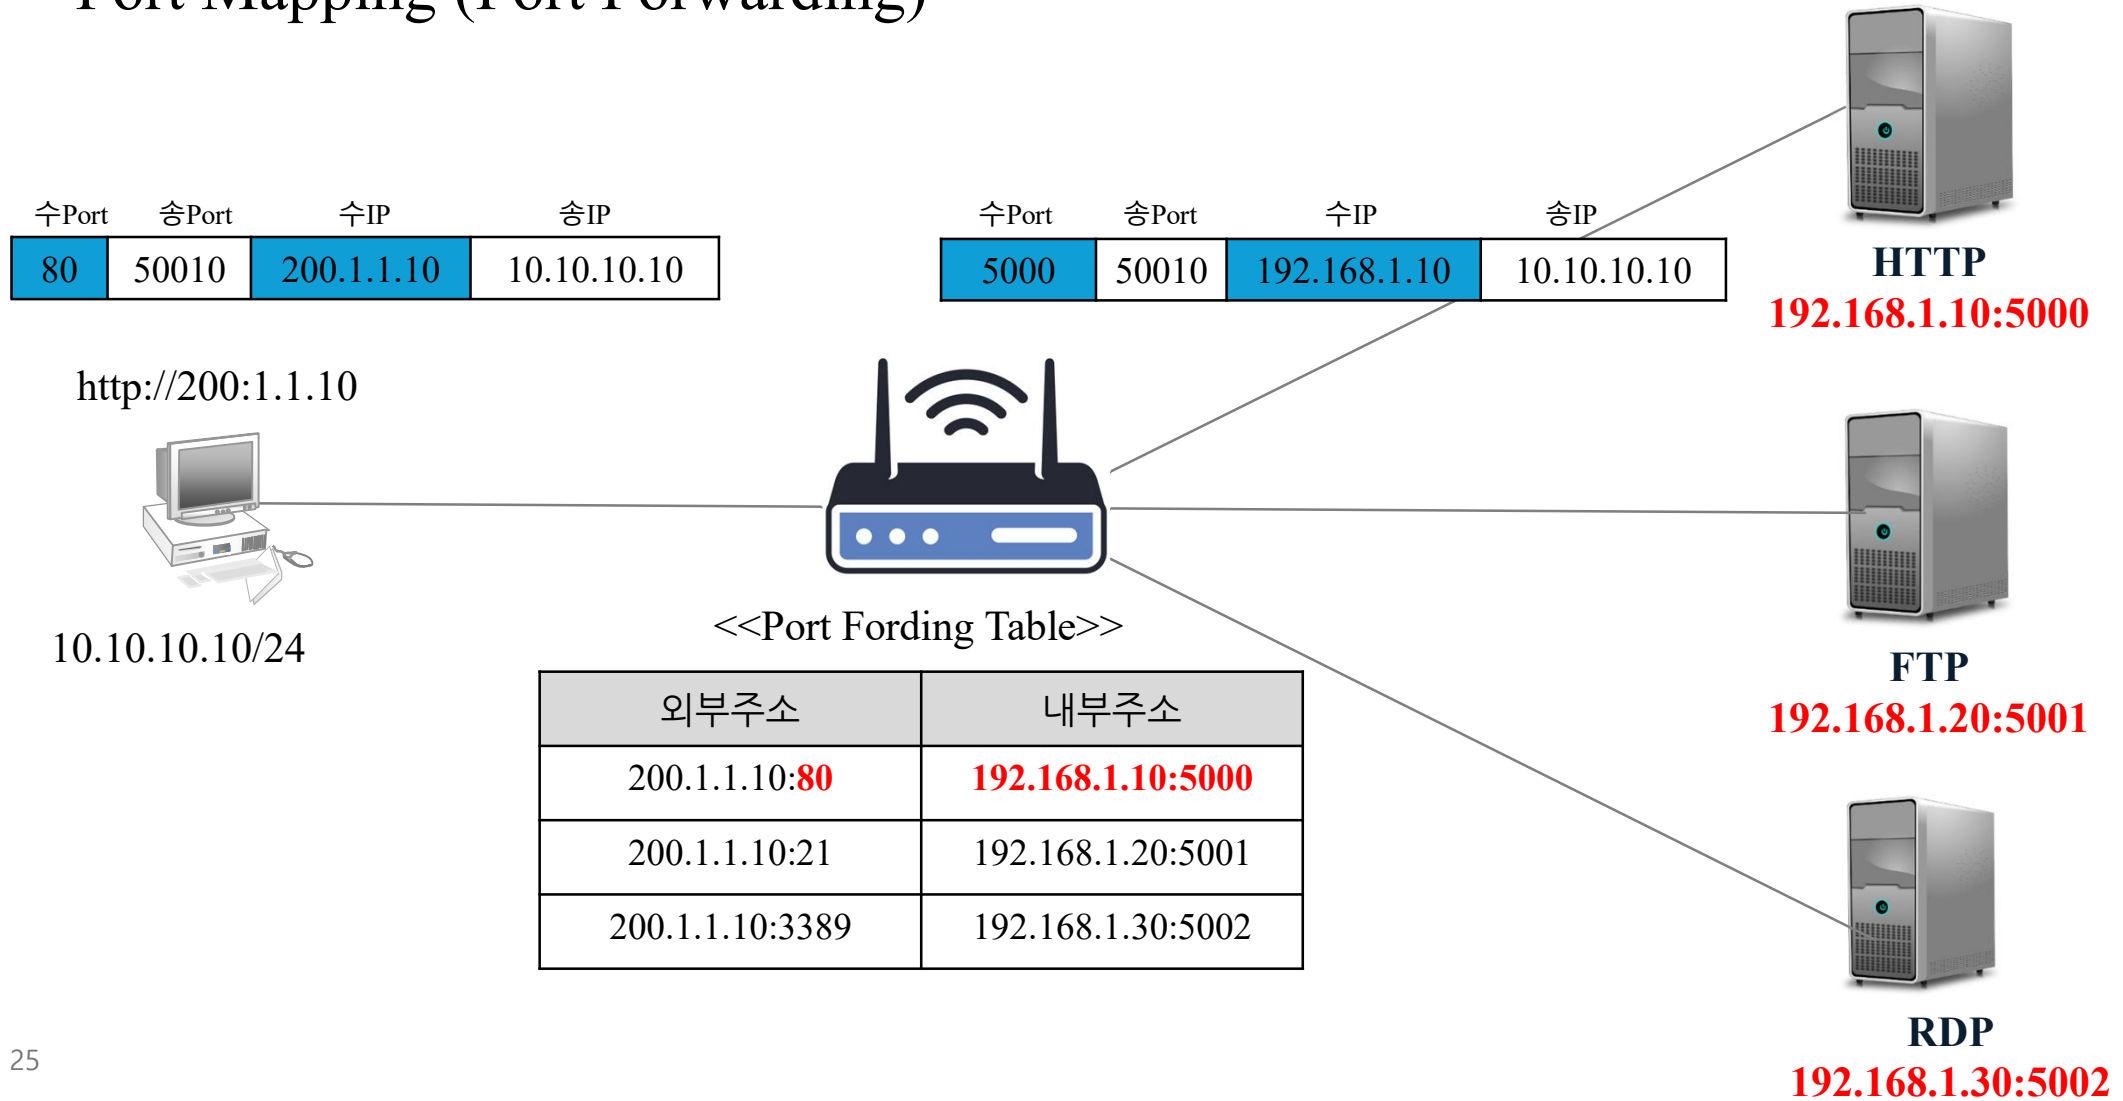 Port Mapping (Port Forwarding)
수Port 송Port 수IP 송IP
80 50010 200.1.1.10 10.10.10.10
수Port 송Port 수IP 송IP
5000 50010 192.168.1.10 10.10.10.10
HTTP
192.168.1.10:5000
http://200:1.1.10
10.10.10.10/24
<<Port Fording Table>>
외부주소 내부주소
200.1.1.10:80 192.168.1.10:5000
200.1.1.10:21 192.168.1.20:5001
200.1.1.10:3389 192.168.1.30:5002
FTP
192.168.1.20:5001
RDP
192.168.1.30:5002
25